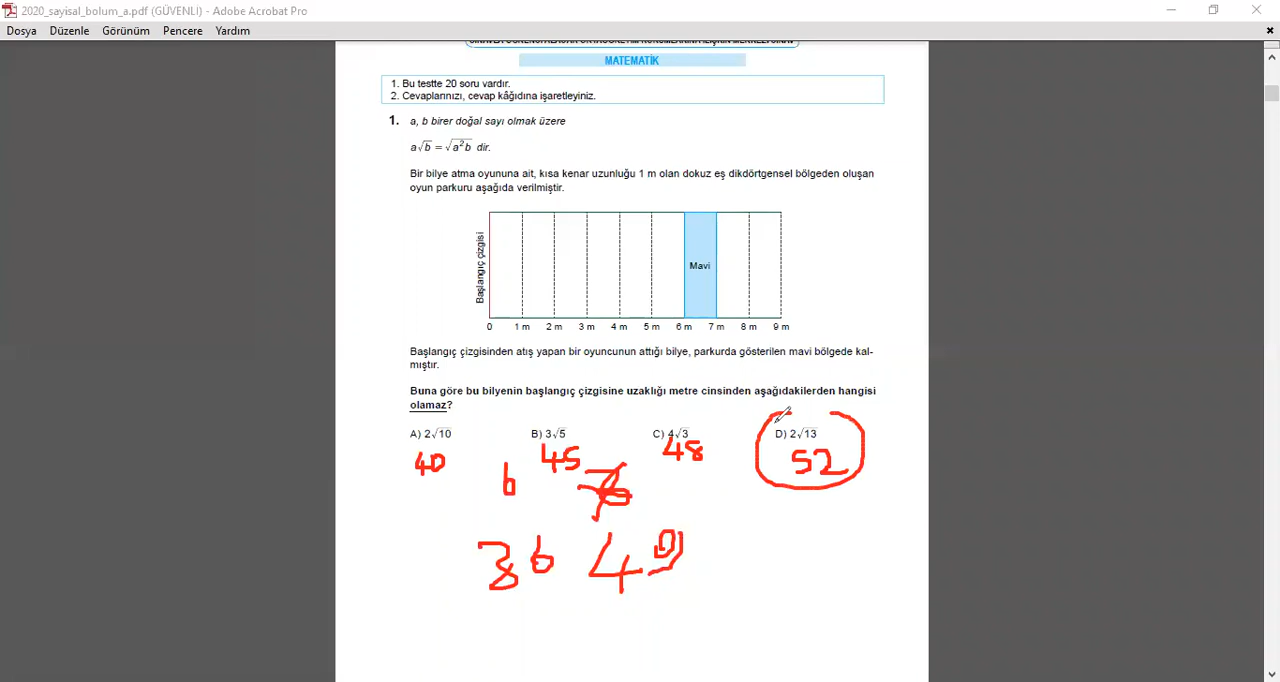 2020_sayisal_bolum_a.pdf (GÜVENLİ) - Adobe Acrobat Pro
Dosya Düzenle Görünüm Pencere Yardım
MATEMATİK
1. Bu testte 20 soru vardır.
2. Cevaplarınızı, cevap kâğıdına işaretleyiniz.
1. a, b birer doğal sayı olmak üzere
a√b = √a²b dir.
Bir bilye atma oyununa ait, kısa kenar uzunluğu 1 m olan dokuz eş dikdörtgensel bölgeden oluşan
oyun parkuru aşağıda verilmiştir.
Başlangıç çizgisi
Mavi
0 1 m 2 m 3 m 4 m 5 m 6 m 7 m 8 m 9 m
Başlangıç çizgisinden atış yapan bir oyuncunun attığı bilye, parkurda gösterilen mavi bölgede kal-
mıştır.
Buna göre bu bilyenin başlangıç çizgisine uzaklığı metre cinsinden aşağıdakilerden hangisi
olamaz?
A) 2√10 B) 3√5 C) 4√3 D) 2√13
40 45 48 52
6
36 49